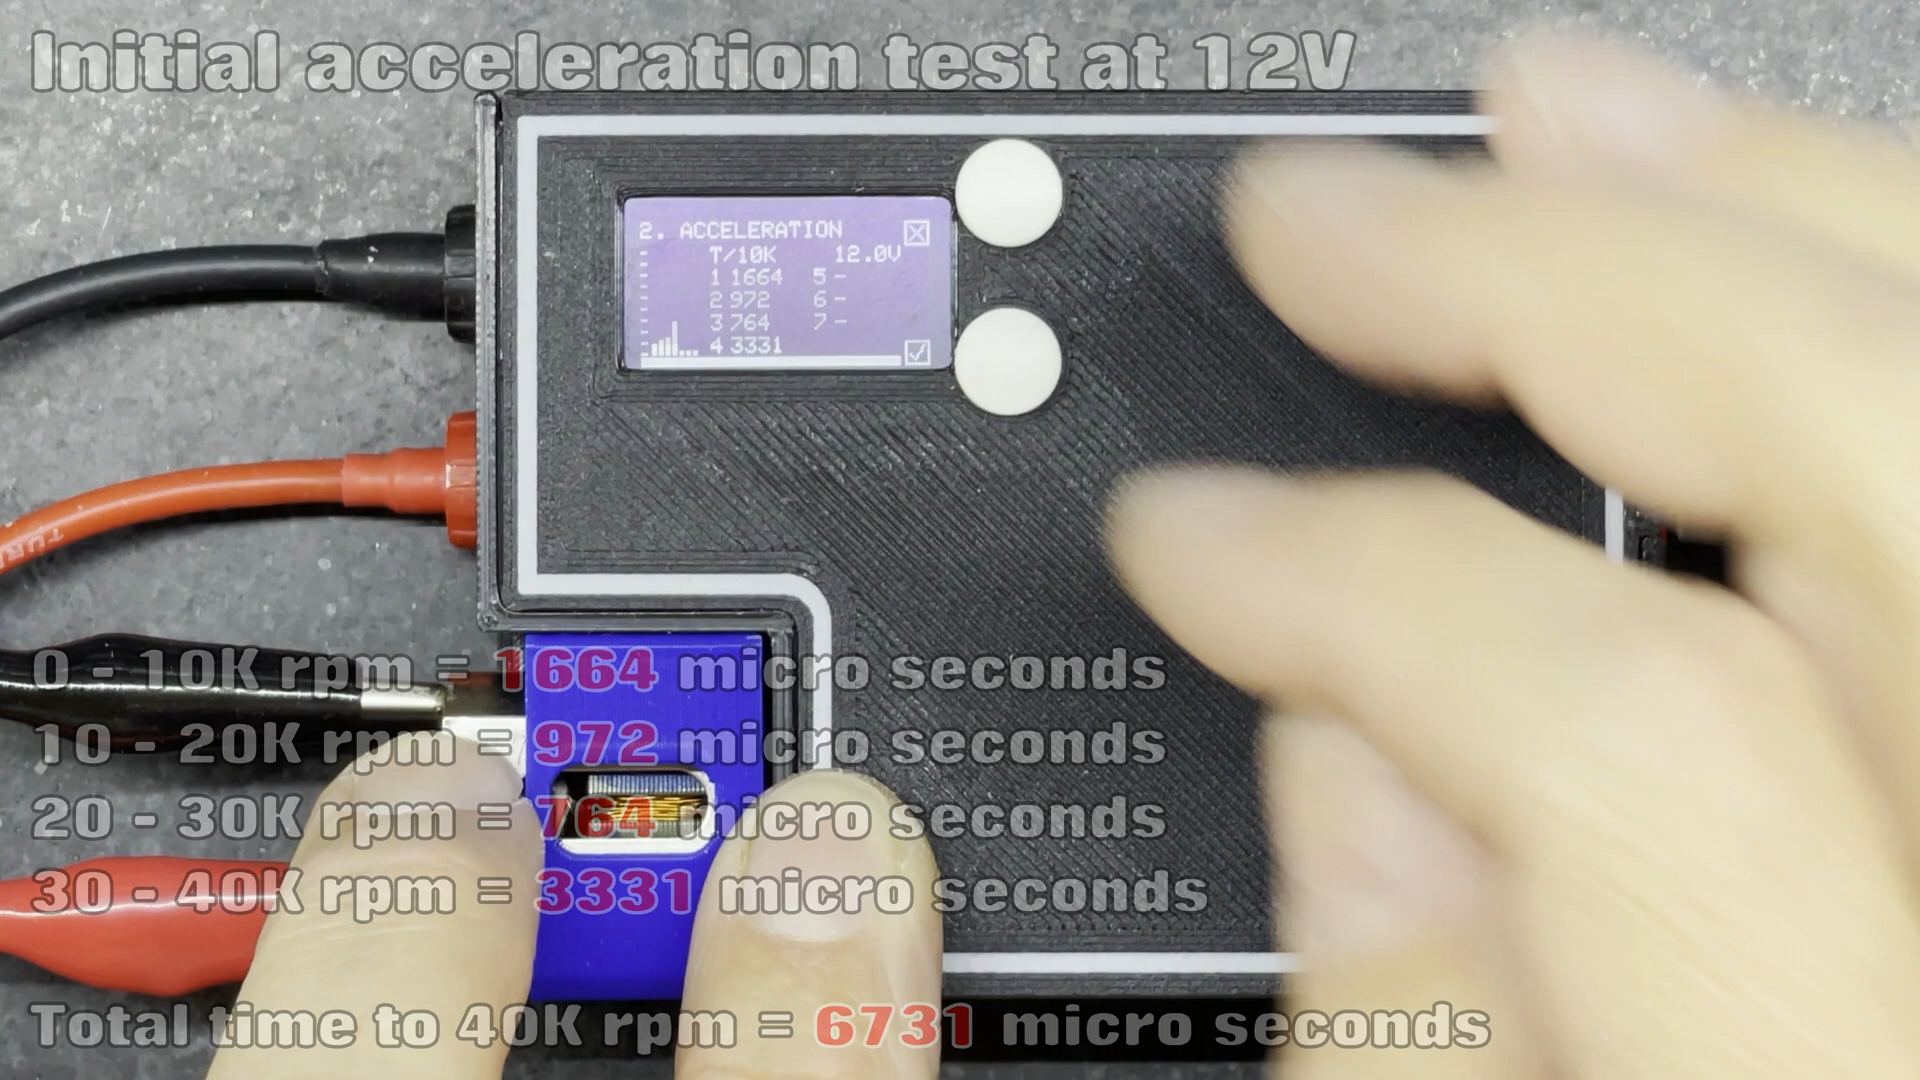 Initial acceleration test at 12V
2. ACCELERATION
T/10K 12.0V
1 1664 5 -
2 972 6 -
3 764 7 -
4 3331
0 - 10K rpm = 1664 micro seconds
10 - 20K rpm = 972 micro seconds
20 - 30K rpm = 764 micro seconds
30 - 40K rpm = 3331 micro seconds
Total time to 40K rpm = 6731 micro seconds